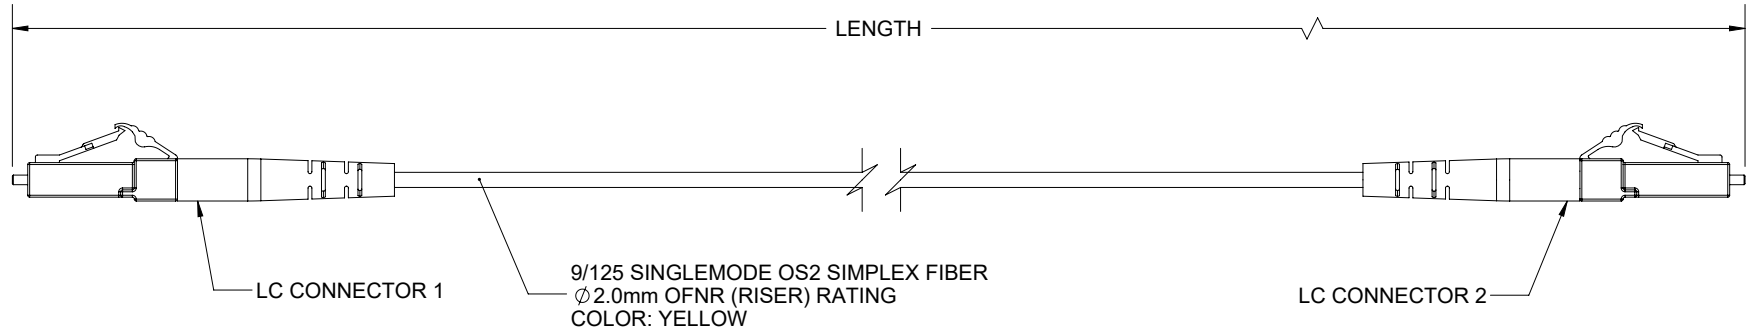 LENGTH
LC CONNECTOR 1
9/125 SINGLEMODE OS2 SIMPLEX FIBER
⌀2.0mm OFNR (RISER) RATING
COLOR: YELLOW
LC CONNECTOR 2